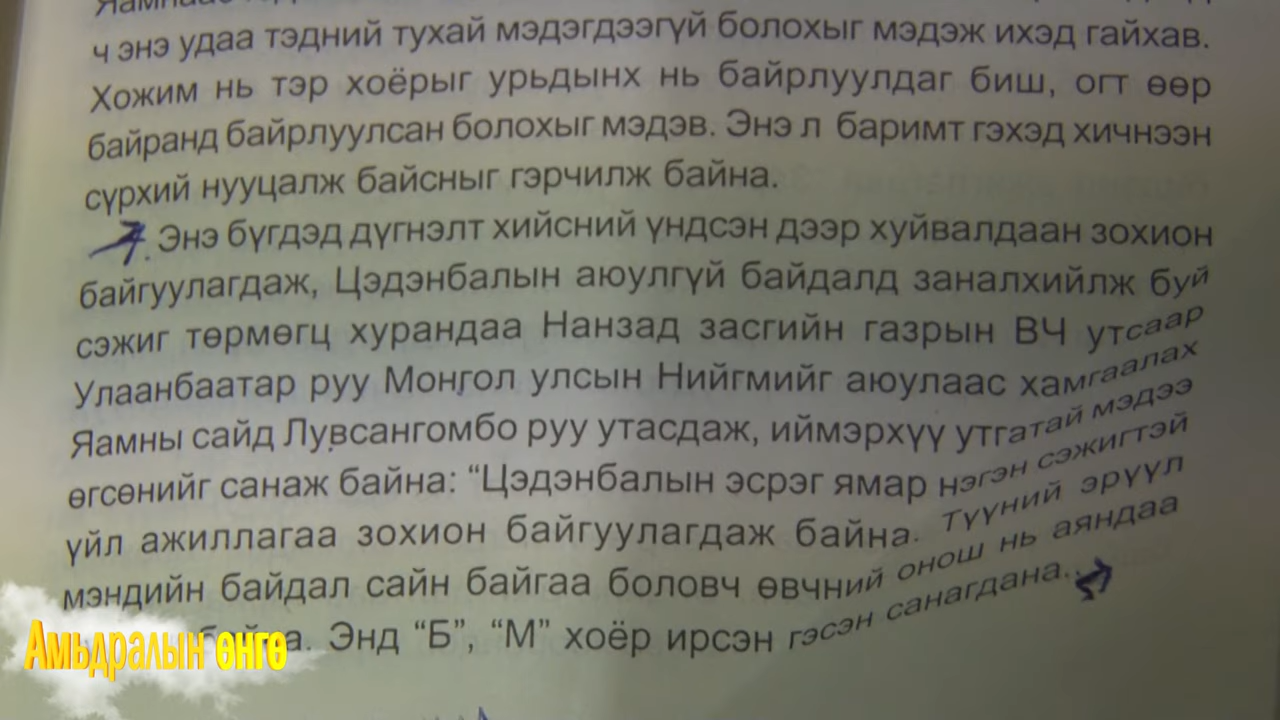 ч энэ удаа тэдний тухай мэдэгдээгүй болохыг мэдэж ихэд гайхав.
Хожим нь тэр хоёрыг урьдынх нь байрлуулдаг биш, огт өөр
байранд байрлуулсан болохыг мэдэв. Энэ л баримт гэхэд хичнээн
сүрхий нууцалж байсныг гэрчилж байна.
Энэ бүгдэд дүгнэлт хийсний үндсэн дээр хуйвалдаан зохион
байгуулагдаж, Цэдэнбалын аюулгүй байдалд заналхийлж буй
сэжиг төрмөгц хурандаа Нанзад засгийн газрын ВЧ утсаар
Улаанбаатар руу Монгол улсын Нийгмийг аюулаас хамгаалах
Яамны сайд Лувсангомбо руу утасдаж, иймэрхүү утгатай мэдээ
өгсөнийг санаж байна: “Цэдэнбалын эсрэг ямар нэгэн сэжигтэй
үйл ажиллагаа зохион байгуулагдаж байна. Түүний эрүүл
мэндийн байдал сайн байгаа боловч өвчний онош нь аяндаа
Энд “Б”, “М” хоёр ирсэн гэсэн санагдана..
Амьдралын өнгө